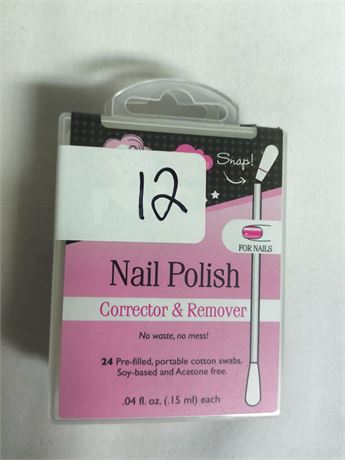 Snap!
12
FOR NAILS
Nail Polish
Corrector & Remover
No waste, no mess!
24 Pre-filled, portable cotton swabs.
Soy-based and Acetone free.
.04 fl. oz. (.15 ml) each